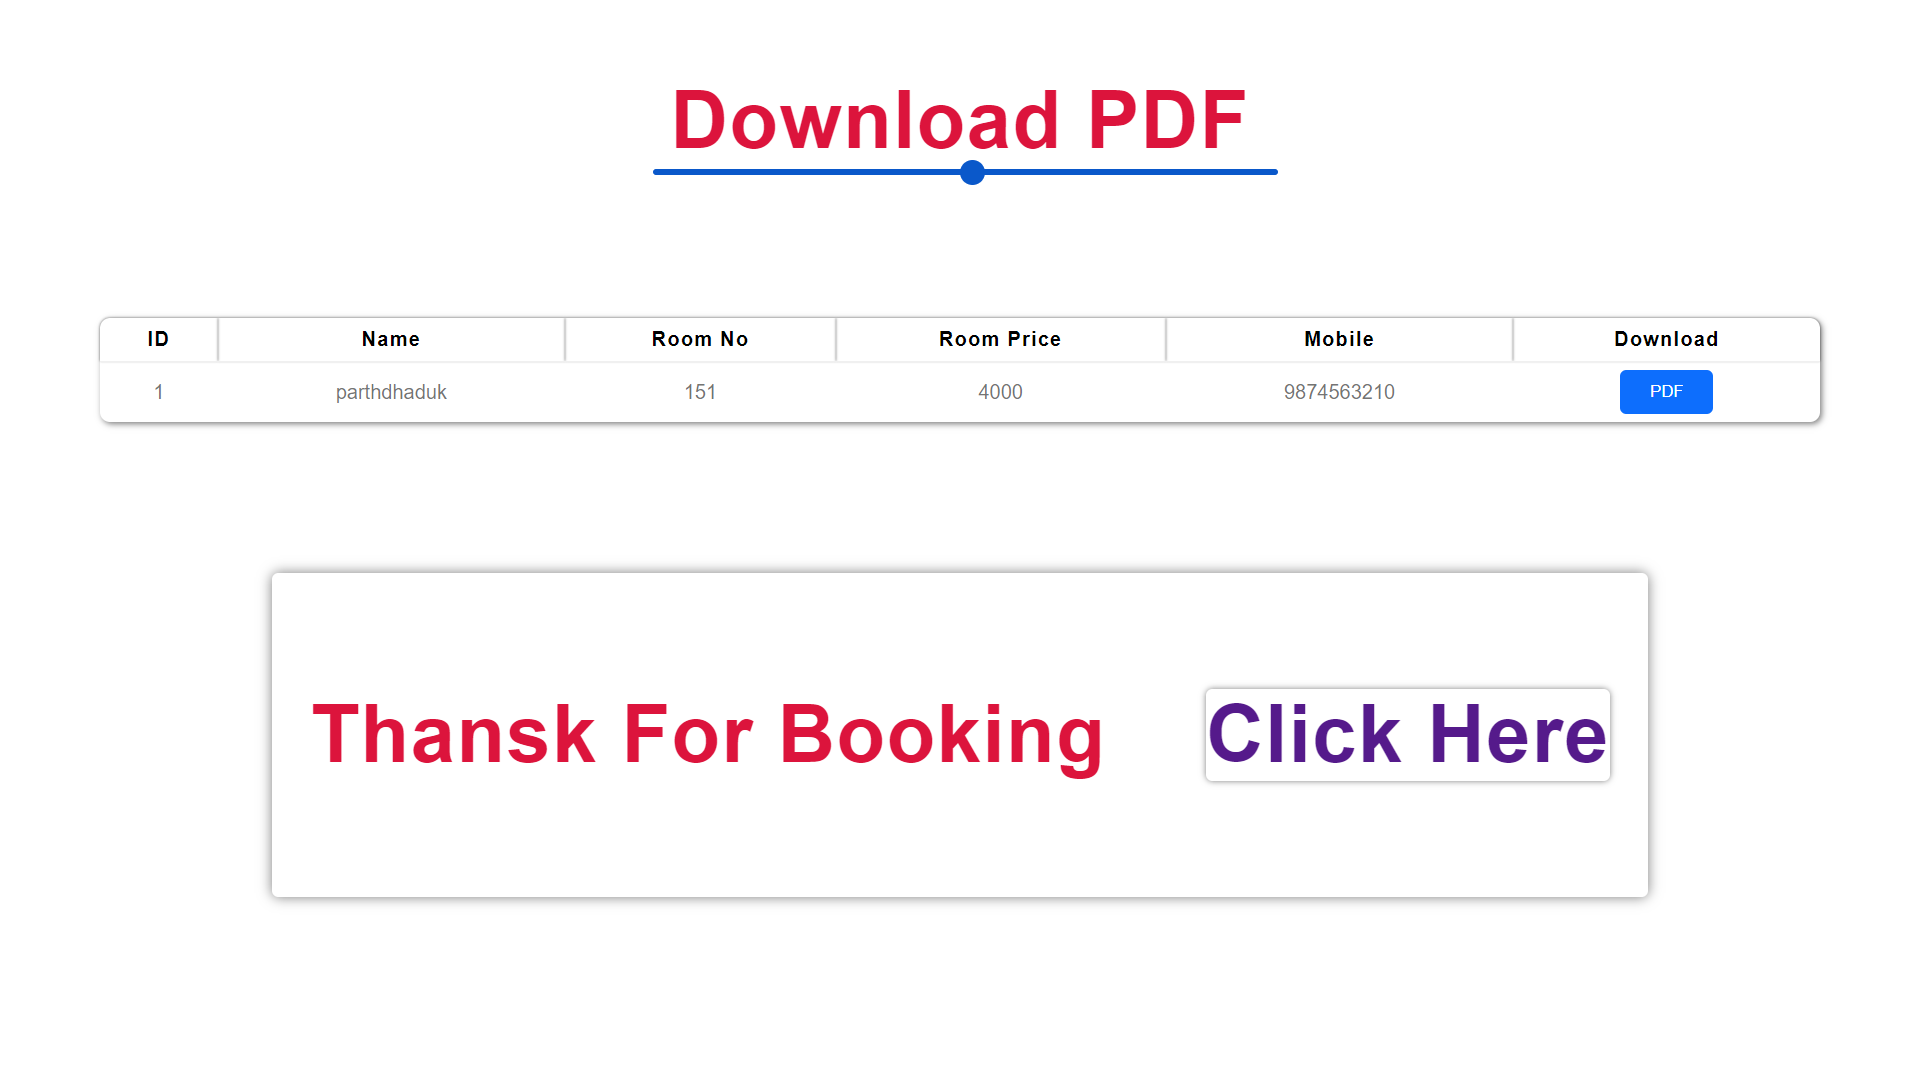 Download PDF
ID Name Room No Room Price Mobile Download
1 parthdhaduk 151 4000 9874563210 PDF
Thansk For Booking Click Here